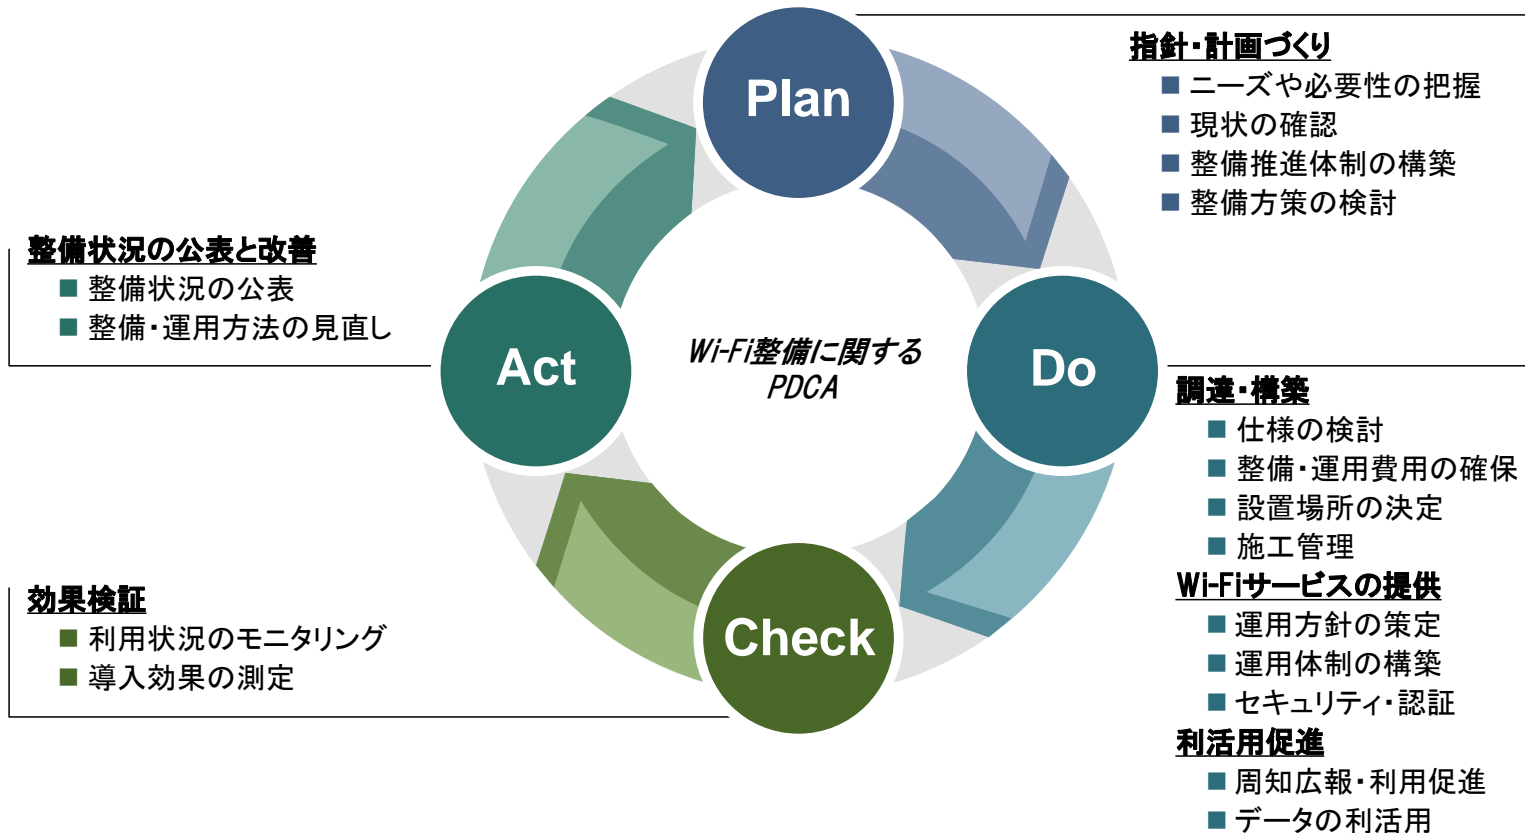 Plan
指針・計画づくり
ニーズや必要性の把握
現状の確認
整備推進体制の構築
整備方策の検討
Do
調達・構築
仕様の検討
整備・運用費用の確保
設置場所の決定
施工管理
Wi-Fiサービスの提供
運用方針の策定
運用体制の構築
セキュリティ・認証
利活用促進
周知広報・利用促進
データの利活用
Check
効果検証
利用状況のモニタリング
導入効果の測定
Act
整備状況の公表と改善
整備状況の公表
整備・運用方法の見直し
Wi-Fi整備に関する
PDCA